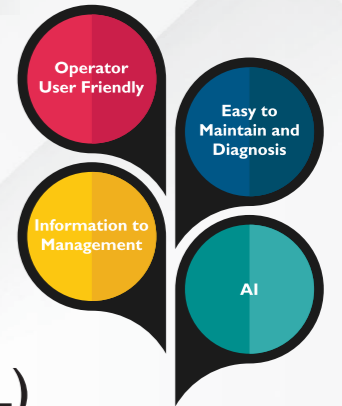 Operator
User Friendly
Easy to
Maintain and
Diagnosis
Information to
Management
AI
)